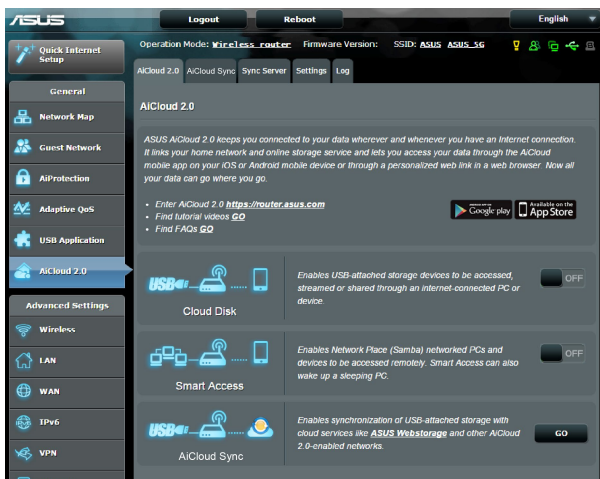 ASUS
Logout
Reboot
English
Quick Internet
Setup
Operation Mode: Wireless router Firmware Version: SSID: ASUS ASUS_5G
AiCloud 2.0
AiCloud Sync
Sync Server
Settings
Log
General
Network Map
Guest Network
AiProtection
Adaptive QoS
USB Application
AiCloud 2.0
Advanced Settings
Wireless
LAN
WAN
IPv6
VPN
AiCloud 2.0
ASUS AiCloud 2.0 keeps you connected to your data wherever and whenever you have an Internet connection.
It links your home network and online storage service and lets you access your data through the AiCloud
mobile app on your iOS or Android mobile device or through a personalized web link in a web browser. Now all
your data can go where you go.
• Enter AiCloud 2.0 https://router.asus.com
• Find tutorial videos GO
• Find FAQs GO
Google play
Available on the
App Store
USB
Cloud Disk
Enables USB-attached storage devices to be accessed,
streamed or shared through an internet-connected PC or
device.
OFF
Smart Access
Enables Network Place (Samba) networked PCs and
devices to be accessed remotely. Smart Access can also
wake up a sleeping PC.
OFF
USB
AiCloud Sync
Enables synchronization of USB-attached storage with
cloud services like ASUS Webstorage and other AiCloud
2.0-enabled networks.
GO